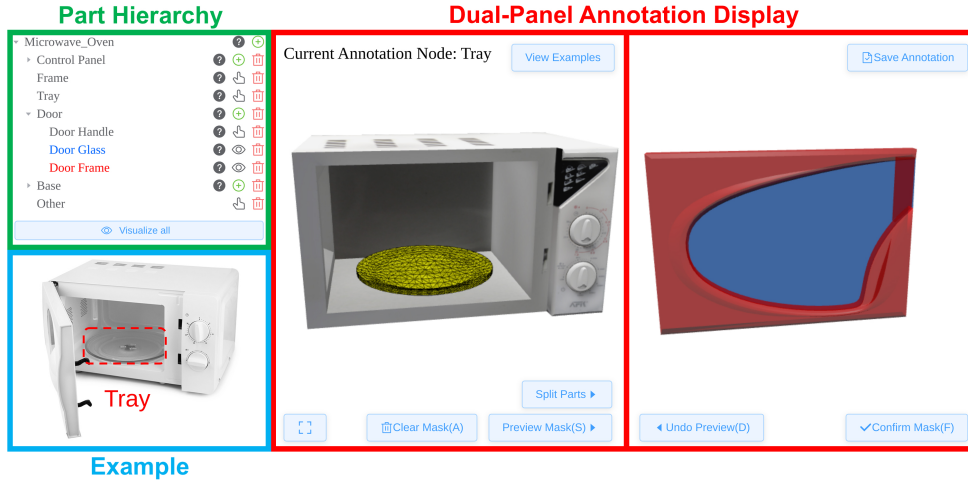 Part Hierarchy
Dual-Panel Annotation Display
Microwave_Oven
Control Panel
Frame
Tray
Door
Door Handle
Door Glass
Door Frame
Base
Other
Visualize all
Tray
Example
Current Annotation Node: Tray
View Examples
Split Parts
Clear Mask(A)
Preview Mask(S)
Save Annotation
Undo Preview(D)
Confirm Mask(F)